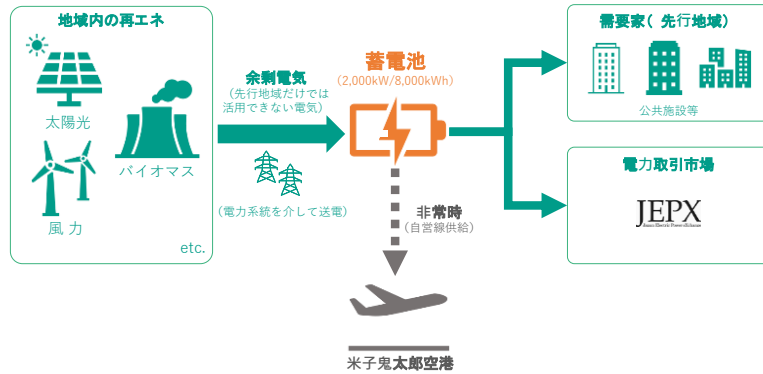 地域内の再エネ
太陽光
バイオマス
風 力
etc.
余剰電気
（先行地域だけでは
活用できない電気）
（電力系統を介して送電）
蓄電池
（2,000kW/8,000kWh）
非常時
（自営線供給）
米子鬼太郎空港
需要家（ 先行地域）
公共施設等
電力取引市場
JEPX
Japan Electric Power eXchange